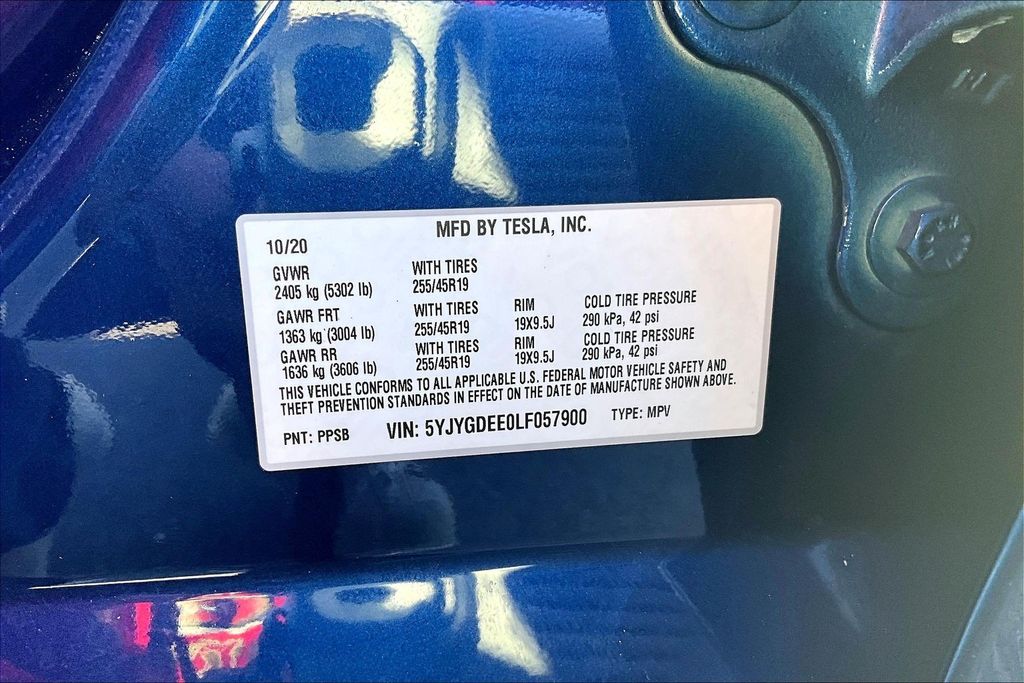 MFD BY TESLA, INC.
10/20
GVWR WITH TIRES
2405 kg (5302 lb) 255/45R19
GAWR FRT WITH TIRES RIM COLD TIRE PRESSURE
1363 kg (3004 lb) 255/45R19 19X9.5J 290 kPa, 42 psi
GAWR RR WITH TIRES RIM COLD TIRE PRESSURE
1636 kg (3606 lb) 255/45R19 19X9.5J 290 kPa, 42 psi
THIS VEHICLE CONFORMS TO ALL APPLICABLE U.S. FEDERAL MOTOR VEHICLE SAFETY AND
THEFT PREVENTION STANDARDS IN EFFECT ON THE DATE OF MANUFACTURE SHOWN ABOVE.
PNT: PPSB VIN: 5YJYGDEE0LF057900 TYPE: MPV